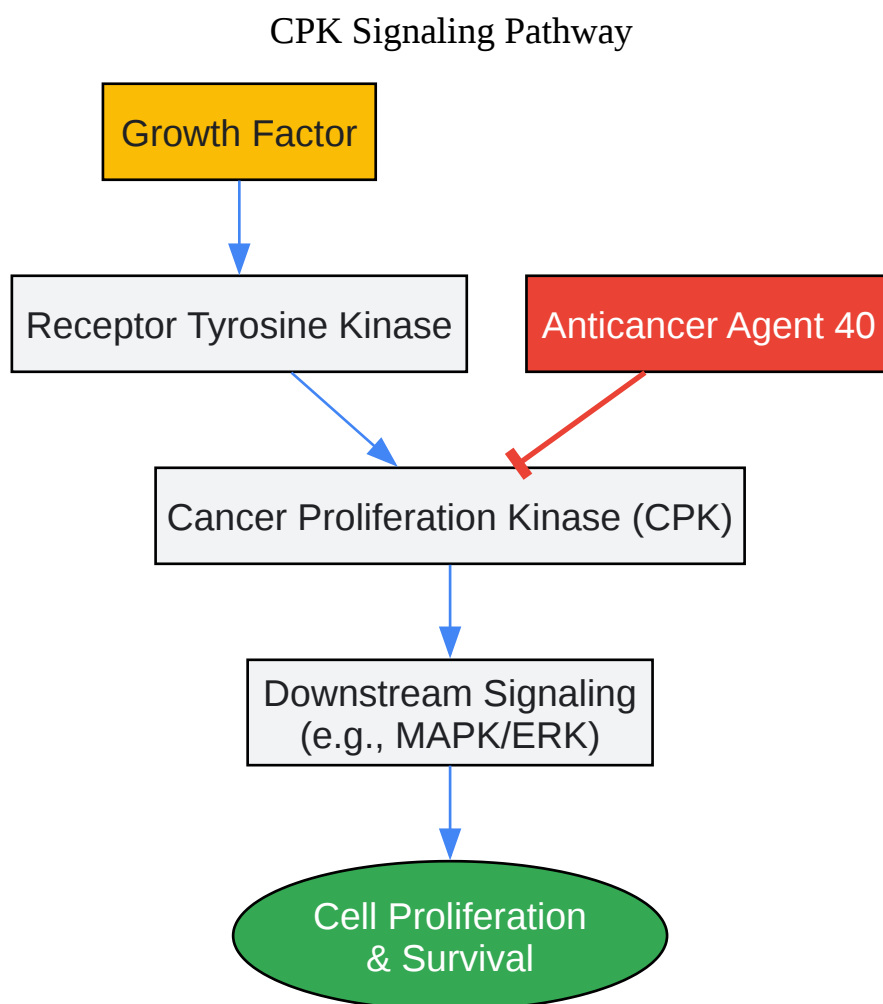 CPK Signaling Pathway
Growth Factor
Receptor Tyrosine Kinase
Anticancer Agent 40
Cancer Proliferation Kinase (CPK)
Downstream Signaling
(e.g., MAPK/ERK)
Cell Proliferation
& Survival